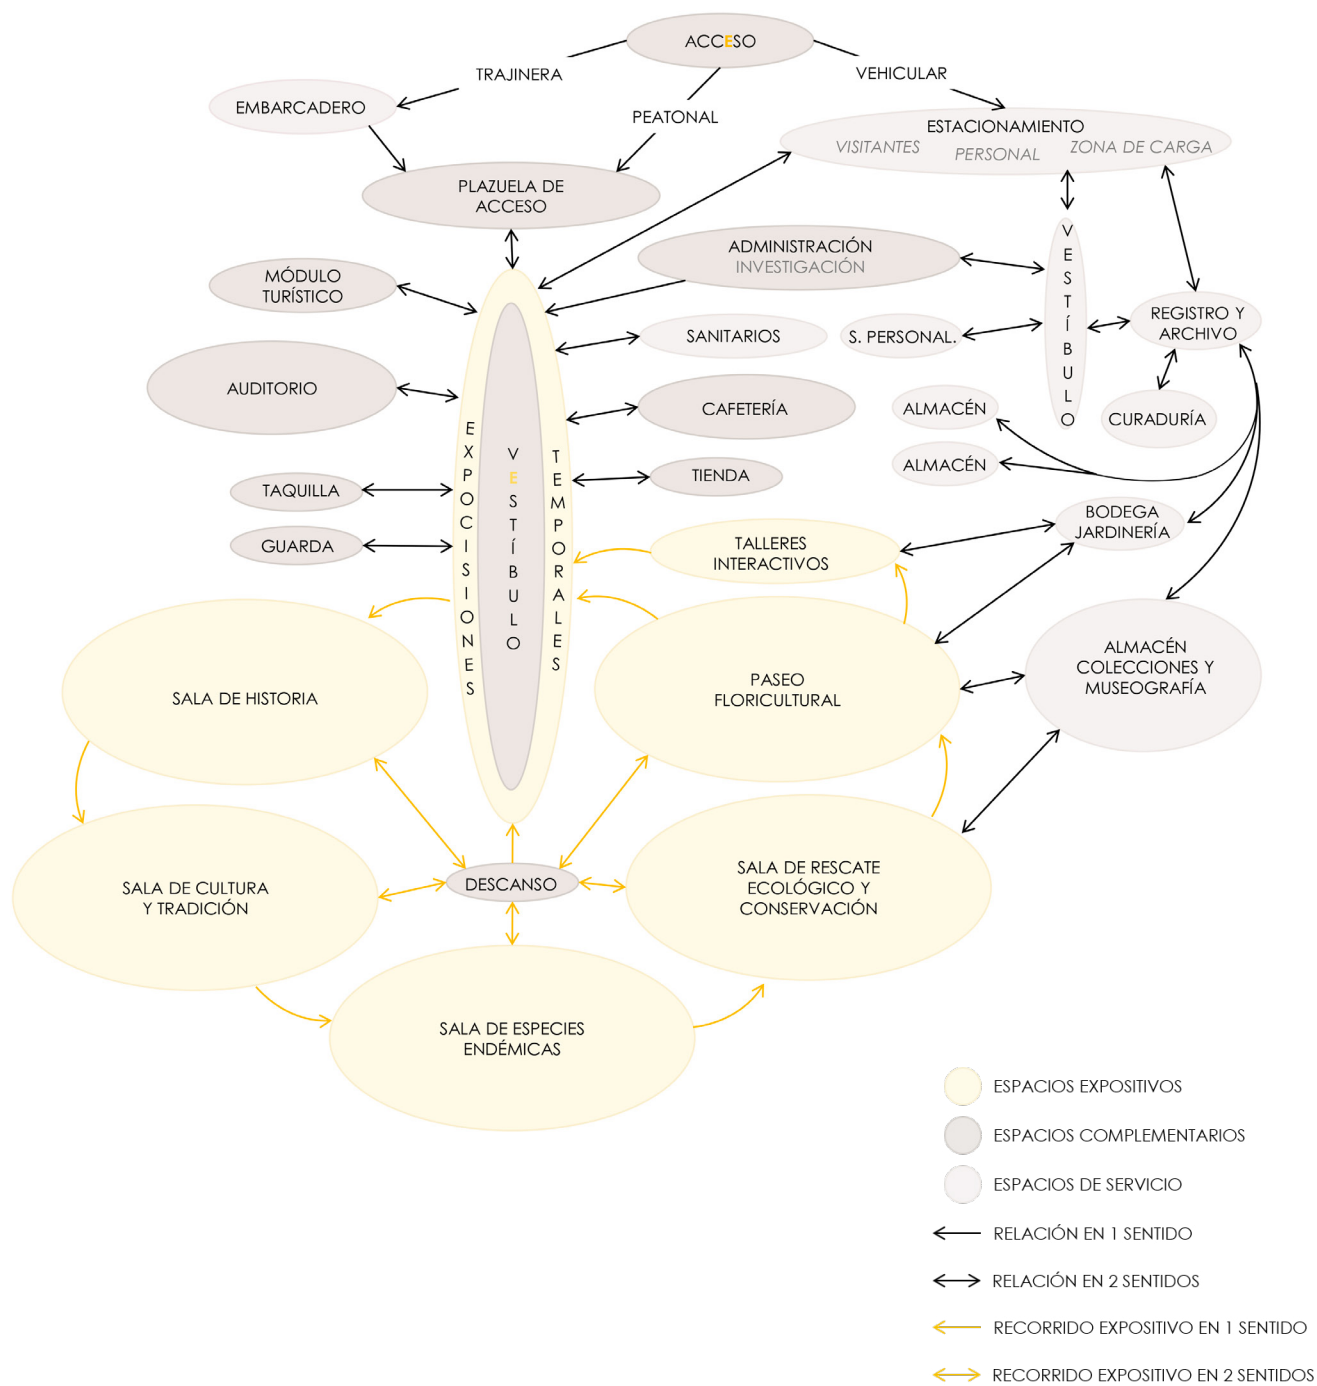 ACCESO
TRAJINERA
VEHICULAR
EMBARCADERO
PEATONAL
ESTACIONAMIENTO
VISITANTES
PERSONAL
ZONA DE CARGA
PLAZUELA DE
ACCESO
ADMINISTRACIÓN
INVESTIGACIÓN
VESTÍBULO
MÓDULO
TURÍSTICO
SANITARIOS
S. PERSONAL.
REGISTRO Y
ARCHIVO
AUDITORIO
CAFETERÍA
ALMACÉN
CURADURÍA
ALMACÉN
EXPOCISIONES
VESTÍBULO
TEMPORALES
TAQUILLA
TIENDA
GUARDA
BODEGA
JARDINERÍA
TALLERES
INTERACTIVOS
SALA DE HISTORIA
PASEO
FLORICULTURAL
ALMACÉN
COLECCIONES Y
MUSEOGRAFÍA
SALA DE CULTURA
Y TRADICIÓN
DESCANSO
SALA DE RESCATE
ECOLÓGICO Y
CONSERVACIÓN
SALA DE ESPECIES
ENDÉMICAS
ESPACIOS EXPOSITIVOS
ESPACIOS COMPLEMENTARIOS
ESPACIOS DE SERVICIO
RELACIÓN EN 1 SENTIDO
RELACIÓN EN 2 SENTIDOS
RECORRIDO EXPOSITIVO EN 1 SENTIDO
RECORRIDO EXPOSITIVO EN 2 SENTIDOS